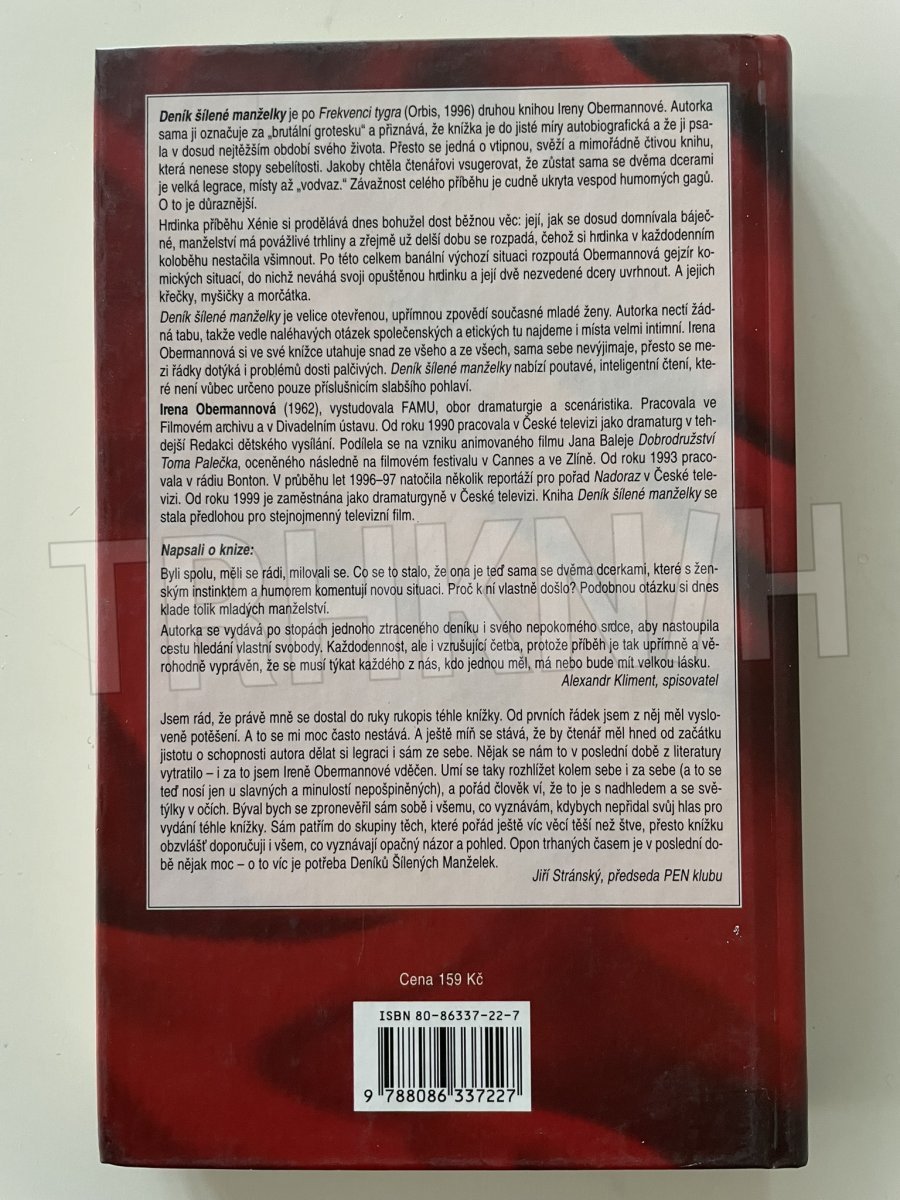 Deník šílené manželky je po Frekvenci tygra (Orbis, 1996) druhou knihou Ireny Obermannové. Autorka
sama ji označuje za „brutální grotesku“ a přiznává, že knížka je do jisté míry autobiografická a že ji psa-
la v dosud nejtěžším období svého života. Přesto se jedná o vtipnou, svěží a mimořádně čtivou knihu,
která nenese stopy sebelítosti. Jakoby chtěla čtenářovi vsugerovat, že zůstat sama se dvěma dcerami
je velká legrace, místy až „vodvaz.“ Závažnost celého příběhu je cudně ukryta vespod humorných gagů.
O to je důraznější.
Hrdinka příběhu Xénie si prodělává dnes bohužel dost běžnou věc: její, jak se dosud domnívala báječ-
né, manželství má povážlivé trhliny a zřejmě už delší dobu se rozpadá, čehož si hrdinka v každodenním
koloběhu nestačila všimnout. Po této celkem banální výchozí situaci rozpoutá Obermannová gejzír ko-
mických situací, do nichž neváhá svoji opuštěnou hrdinku a její dvě nezvedené dcery uvrhnout. A jejich
křečky, myšičky a morčátka.
Deník šílené manželky je velice otevřenou, upřímnou zpovědí současné mladé ženy. Autorka nectí žád-
ná tabu, takže vedle naléhavých otázek společenských a etických tu najdeme i místa velmi intimní. Irena
Obermannová si ve své knížce utahuje snad ze všeho a ze všech, sama sebe nevýjimaje, přesto se me-
zi řádky dotýká i problémů dosti palčivých. Deník šílené manželky nabízí poutavé, inteligentní čtení, kte-
ré není vůbec určeno pouze příslušnicím slabšího pohlaví.
Irena Obermannová (1962), vystudovala FAMU, obor dramaturgie a scenáristika. Pracovala ve
Filmovém archivu a v Divadelním ústavu. Od roku 1990 pracovala v České televizi jako dramaturg v teh-
dejší Redakci dětského vysílání. Podílela se na vzniku animovaného filmu Jana Baleje Dobrodružství
Toma Palečka, oceněného následně na filmovém festivalu v Cannes a ve Zlíně. Od roku 1993 praco-
vala v rádiu Bonton. V průběhu let 1996–97 natočila několik reportáží pro pořad Nadoraz v České tele-
vizi. Od roku 1999 je zaměstnána jako dramaturgyně v České televizi. Kniha Deník šílené manželky se
stala předlohou pro stejnojmenný televizní film.
Napsali o knize:
Byli spolu, měli se rádi, milovali se. Co se to stalo, že ona je teď sama se dvěma dcerkami, které s žen-
ským instinktem a humorem komentují novou situaci. Proč k ní vlastně došlo? Podobnou otázku si dnes
klade tolik mladých manželství.
Autorka se vydává po stopách jednoho ztraceného deníku i svého nepokorného srdce, aby nastoupila
cestu hledání vlastní svobody. Každodennost, ale i vzrušující četba, protože příběh je tak upřímně a vě-
rohodně vyprávěn, že se musí týkat každého z nás, kdo jednou měl, má nebo bude mít velkou lásku.
Alexandr Kliment, spisovatel
Jsem rád, že právě mně se dostal do ruky rukopis téhle knížky. Od prvních řádek jsem z něj měl vyslo-
veně potěšení. A to se mi moc často nestává. A ještě míň se stává, že by čtenář měl hned od začátku
jistotu o schopnosti autora dělat si legraci i sám ze sebe. Nějak se nám to v poslední době z literatury
vytratilo – i za to jsem Ireně Obermannové vděčen. Umí se taky rozhlížet kolem sebe i za sebe (a to se
teď nosí jen u slavných a minulostí nepošpiněných), a pořád člověk ví, že to je s nadhledem a se svě-
týlky v očích. Býval bych se zpronevěřil sám sobě i všemu, co vyznávám, kdybych nepřidal svůj hlas pro
vydání téhle knížky. Sám patřím do skupiny těch, které pořád ještě víc věcí těší než štve, přesto knížku
obzvlášť doporučuji i všem, co vyznávají opačný názor a pohled. Opon trhaných časem je v poslední do-
bě nějak moc – o to víc je potřeba Deníků Šílených Manželek.
Jiří Stránský, předseda PEN klubu
TRHKNIH
Cena 159 Kč
ISBN 80-86337-22-7
9 788086 337227